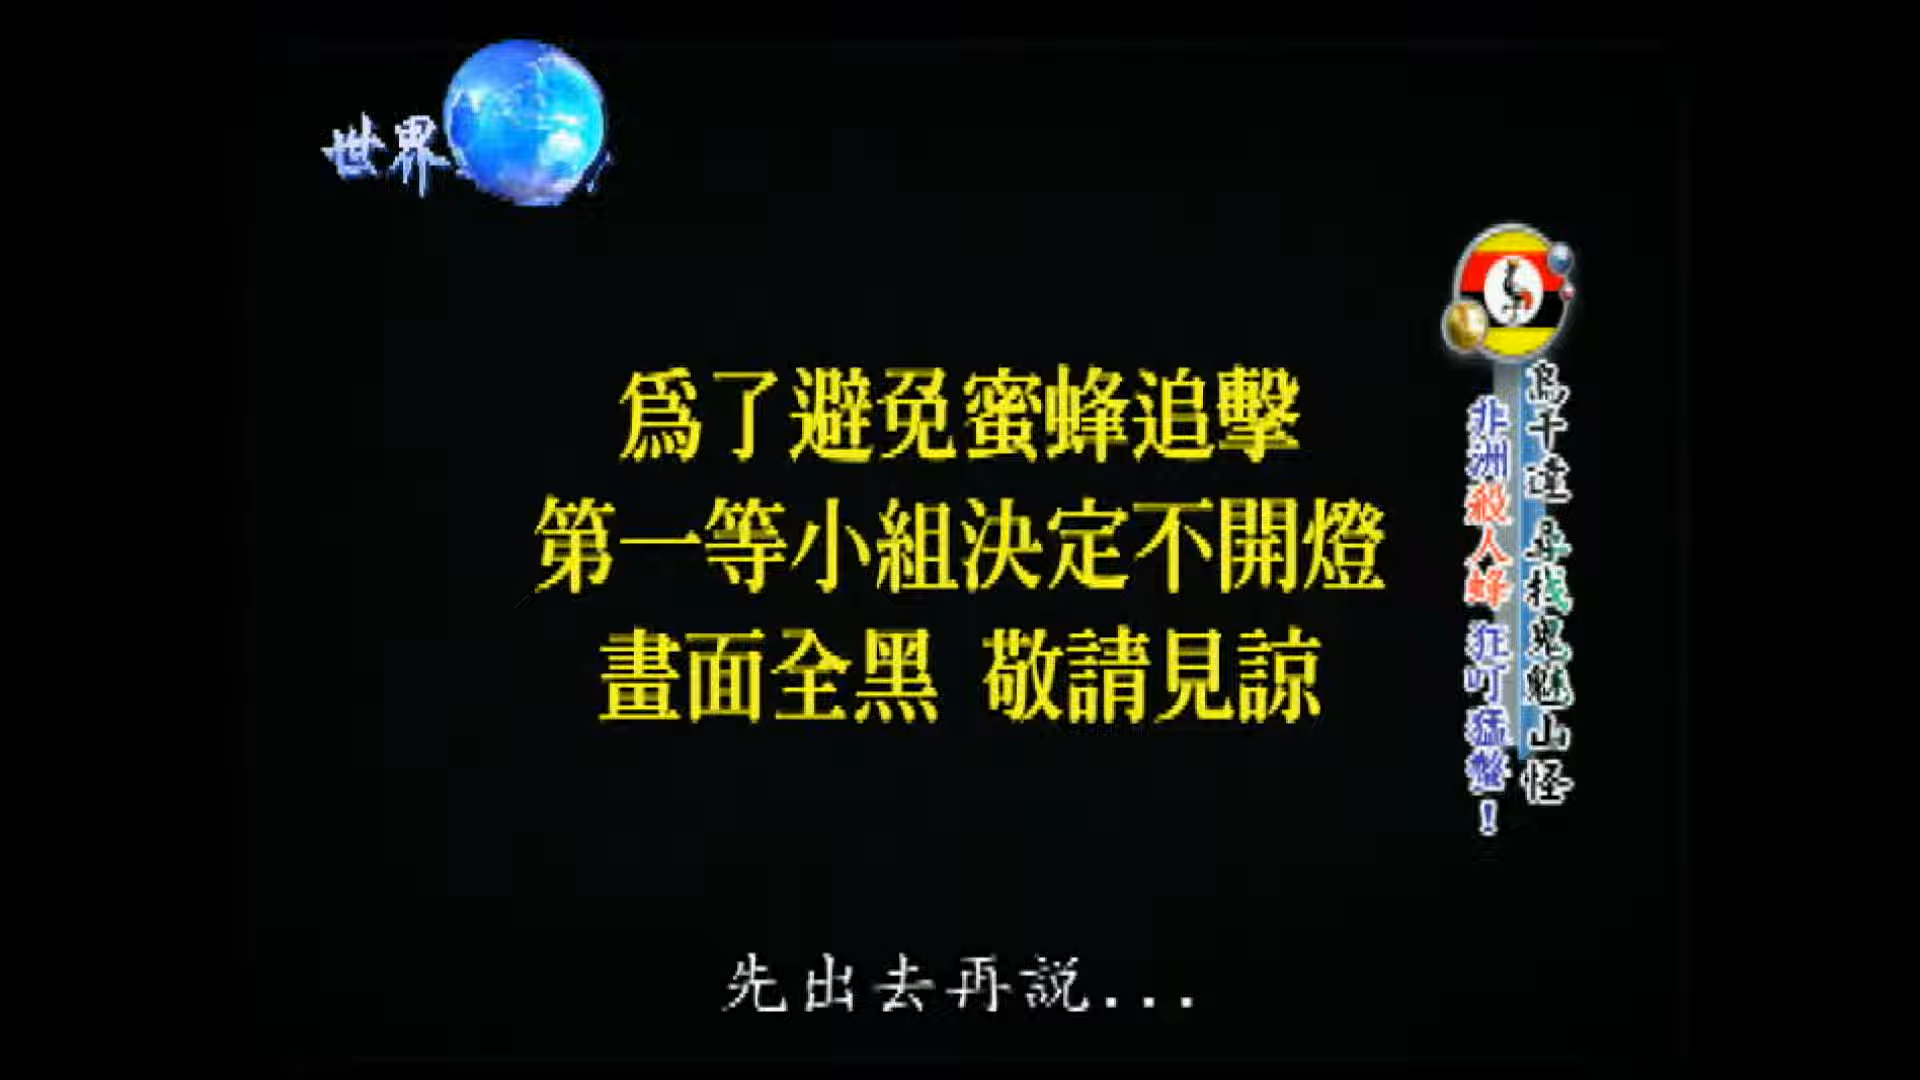 世界
為了避免蜜蜂追擊
第一等小組決定不開燈
畫面全黑 敬請見諒
烏干達 尋找鬼魅山怪
非洲殺人蜂 狂叮猛螫!
先出去再説...